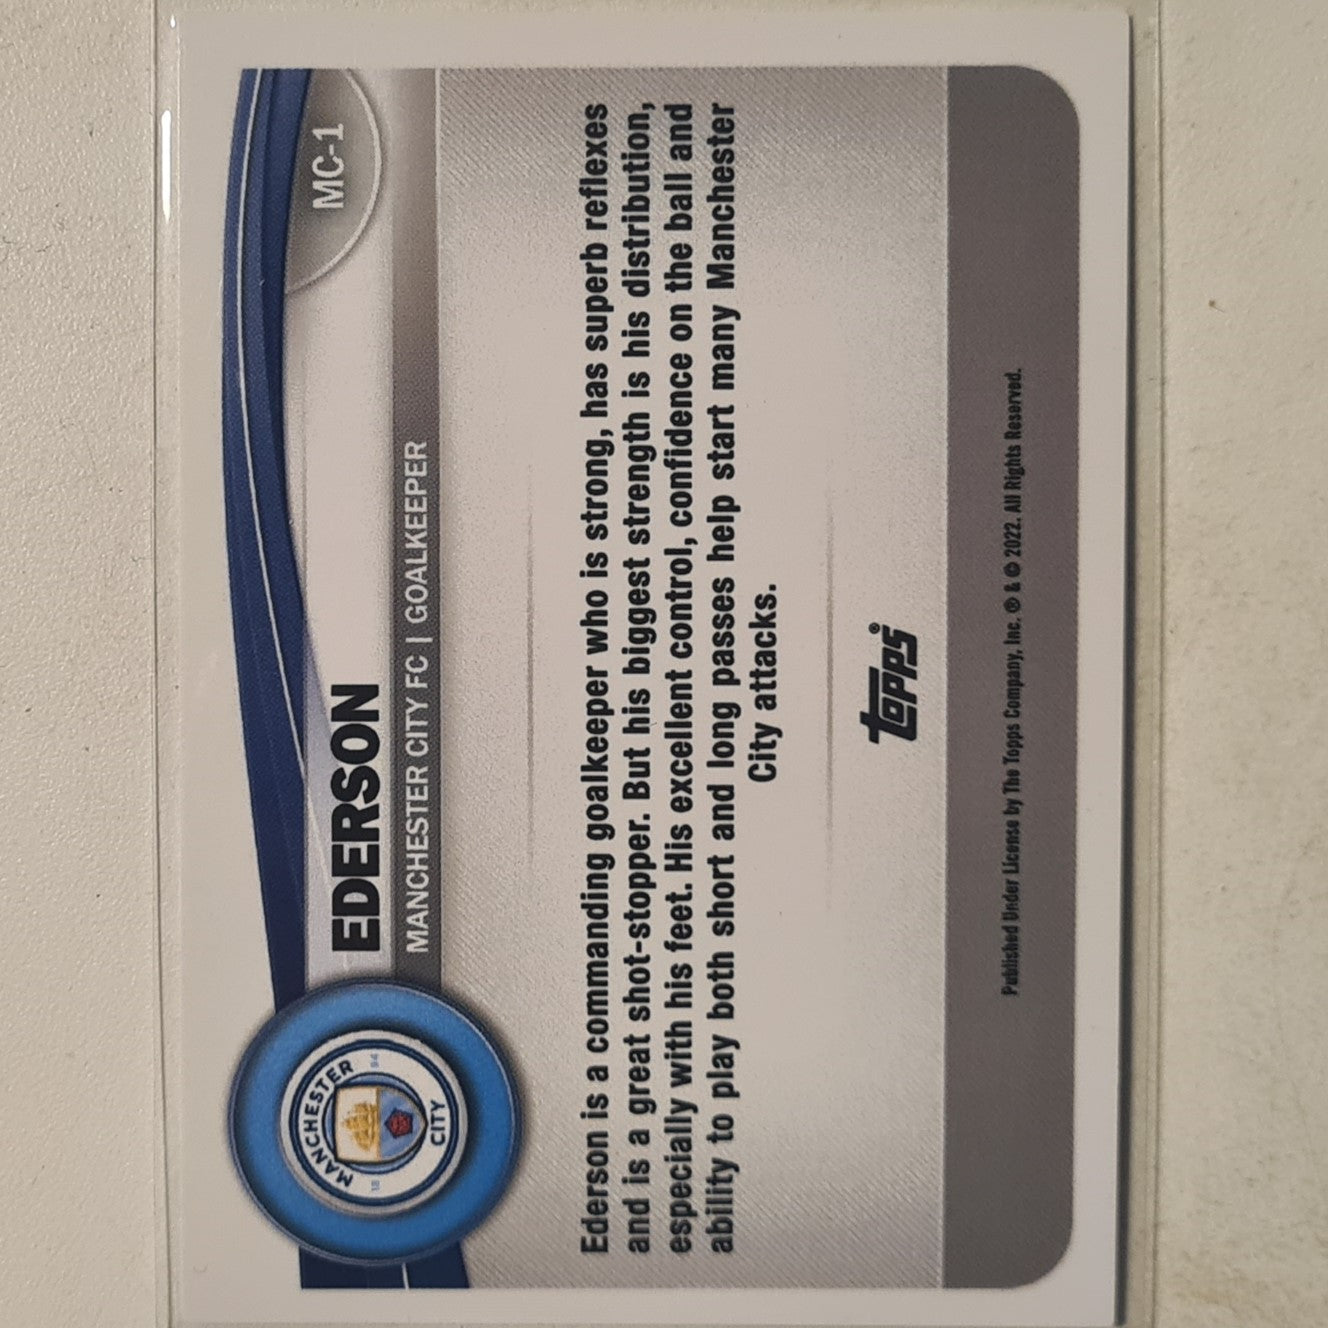 MC-1
EDERSON
MANCHESTER CITY FC | GOALKEEPER
MANCHESTER
18 94
CITY
Ederson is a commanding goalkeeper who is strong, has superb reflexes
and is a great shot-stopper. But his biggest strength is his distribution,
especially with his feet. His excellent control, confidence on the ball and
ability to play both short and long passes help start many Manchester
City attacks.
topps®
Published Under License by The Topps Company, Inc. ® & © 2022. All Rights Reserved.